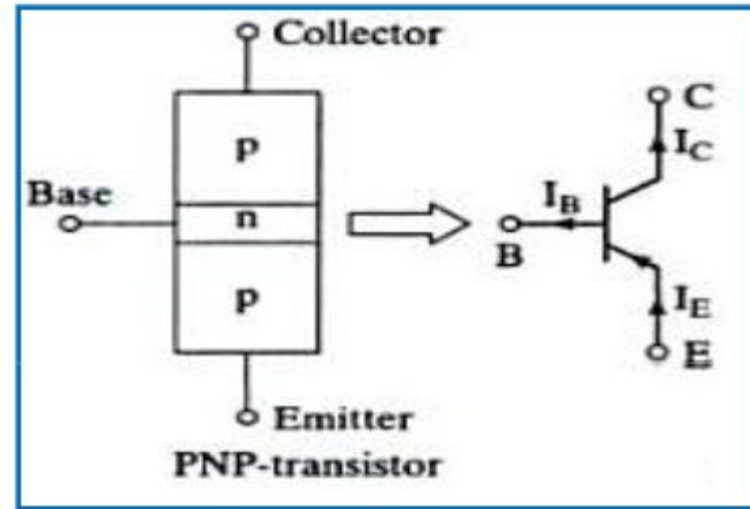 Collector
p
Base
n
p
Emitter
PNP-transistor
C
I_C
I_B
B
I_E
E